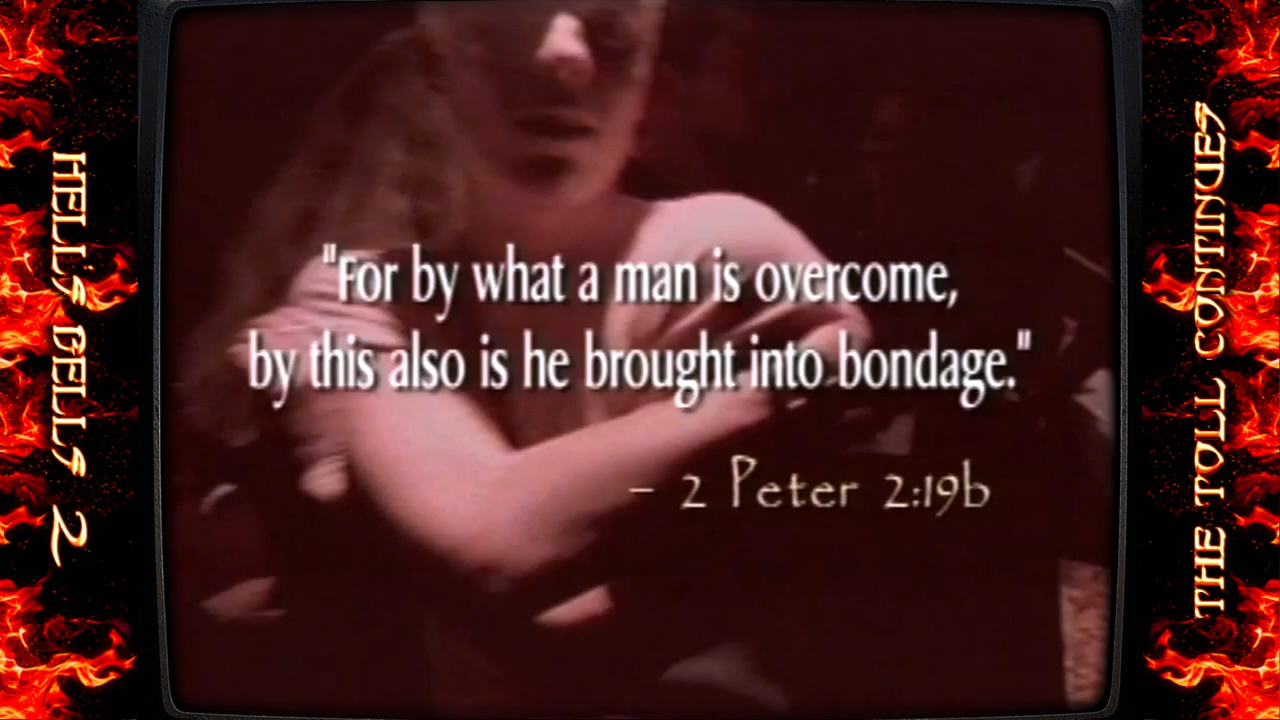 HELL'S BELLS 2
"For by what a man is overcome,
by this also is he brought into bondage."
– 2 Peter 2:19b
THE TOLL CONTINUES